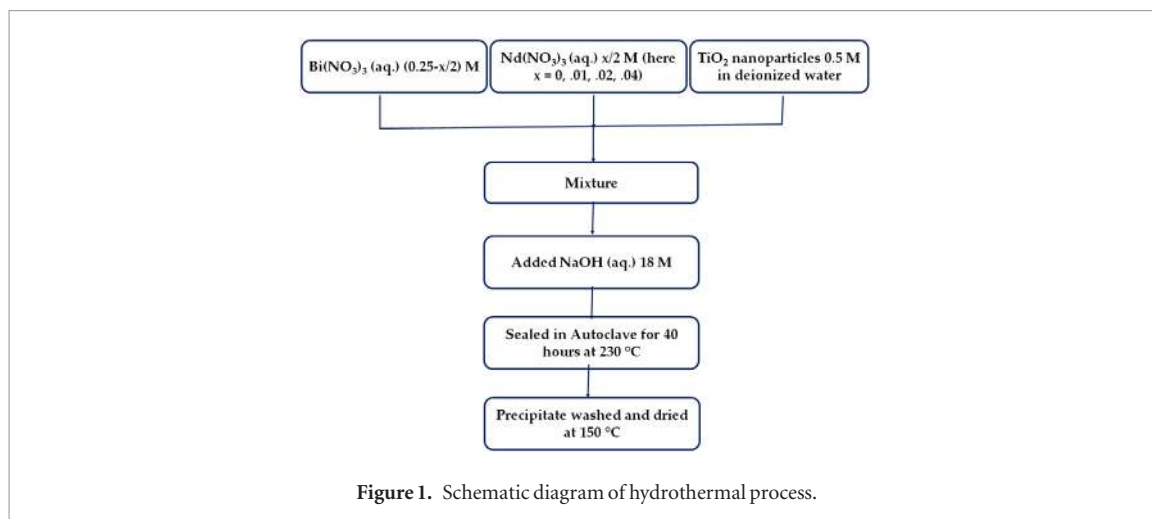 Bi(NO3)3 (aq.) (0.25-x/2) M
Nd(NO3)3 (aq.) x/2 M (here
x = 0, .01, .02, .04)
TiO2 nanoparticles 0.5 M
in deionized water
Mixture
Added NaOH (aq.) 18 M
Sealed in Autoclave for 40
hours at 230 °C
Precipitate washed and dried
at 150 °C
Figure 1. Schematic diagram of hydrothermal process.